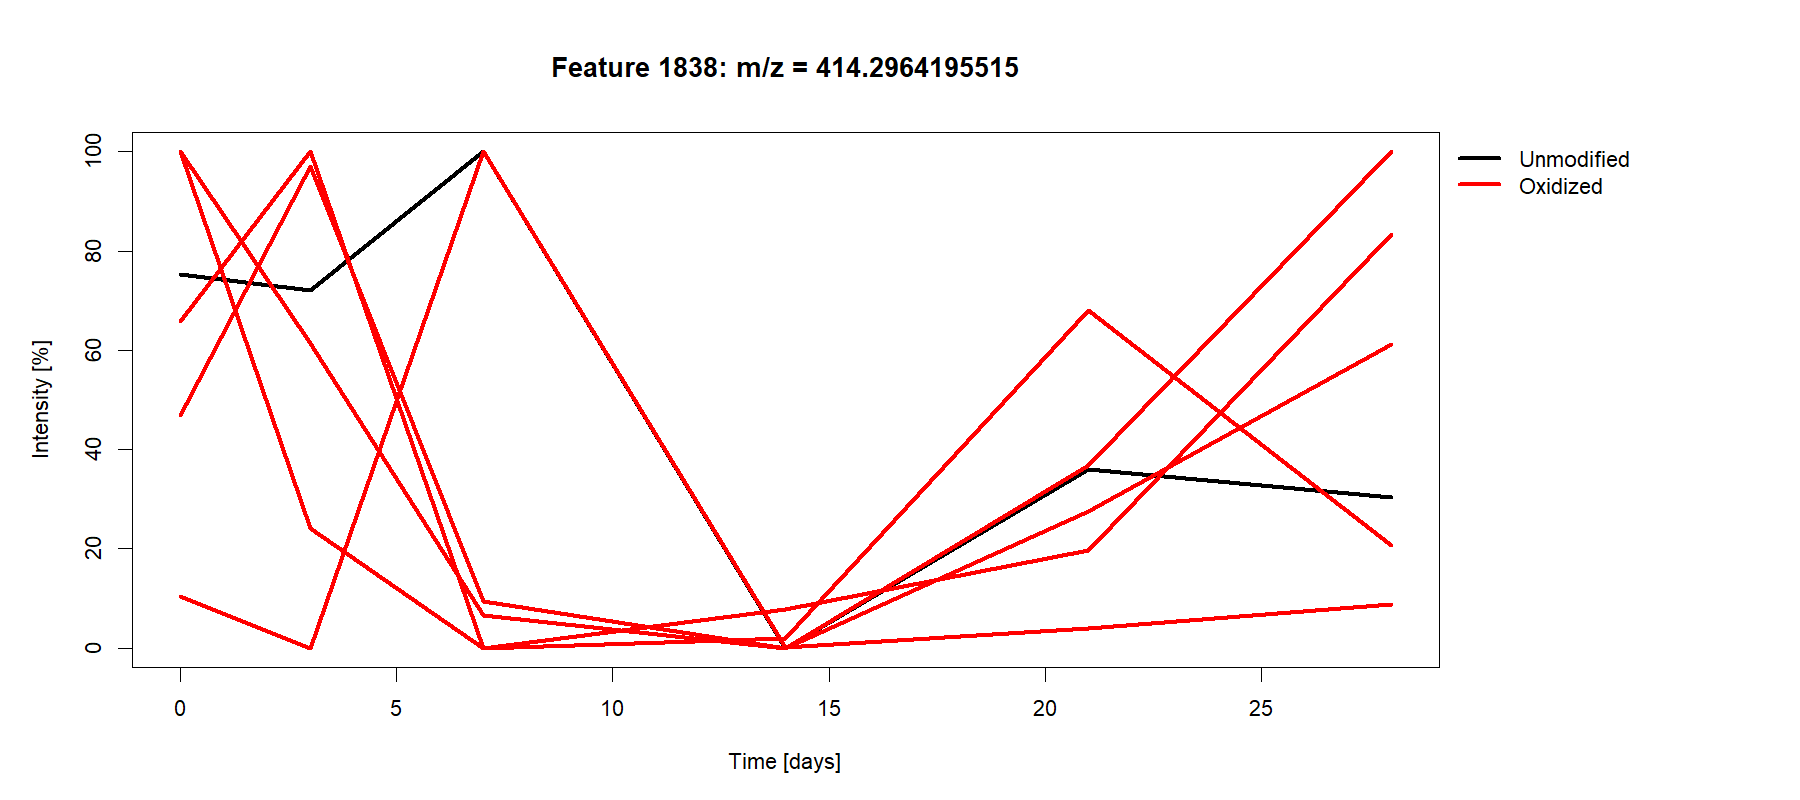 Feature 1838: m/z = 414.2964195515
Unmodified
Oxidized
Intensity [%]
100
80
60
40
20
0
0 5 10 15 20 25
Time [days]